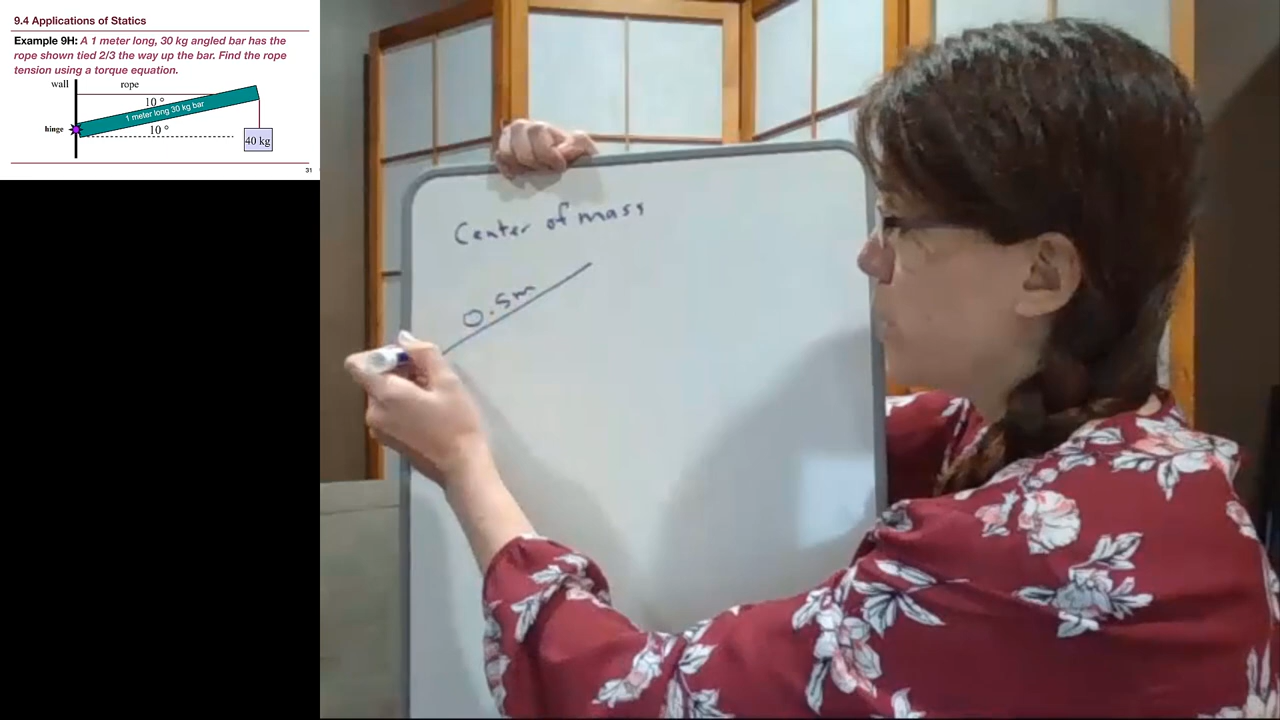 9.4 Applications of Statics
Example 9H: A 1 meter long, 30 kg angled bar has the
rope shown tied 2/3 the way up the bar. Find the rope
tension using a torque equation.
wall rope
10 °
1 meter long 30 kg bar
hinge
10 °
40 kg
31
Center of mass
0.5m